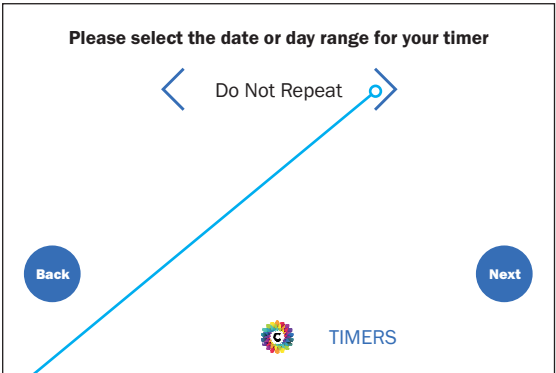 Please select the date or day range for your timer
Do Not Repeat
Back
Next
C
TIMERS